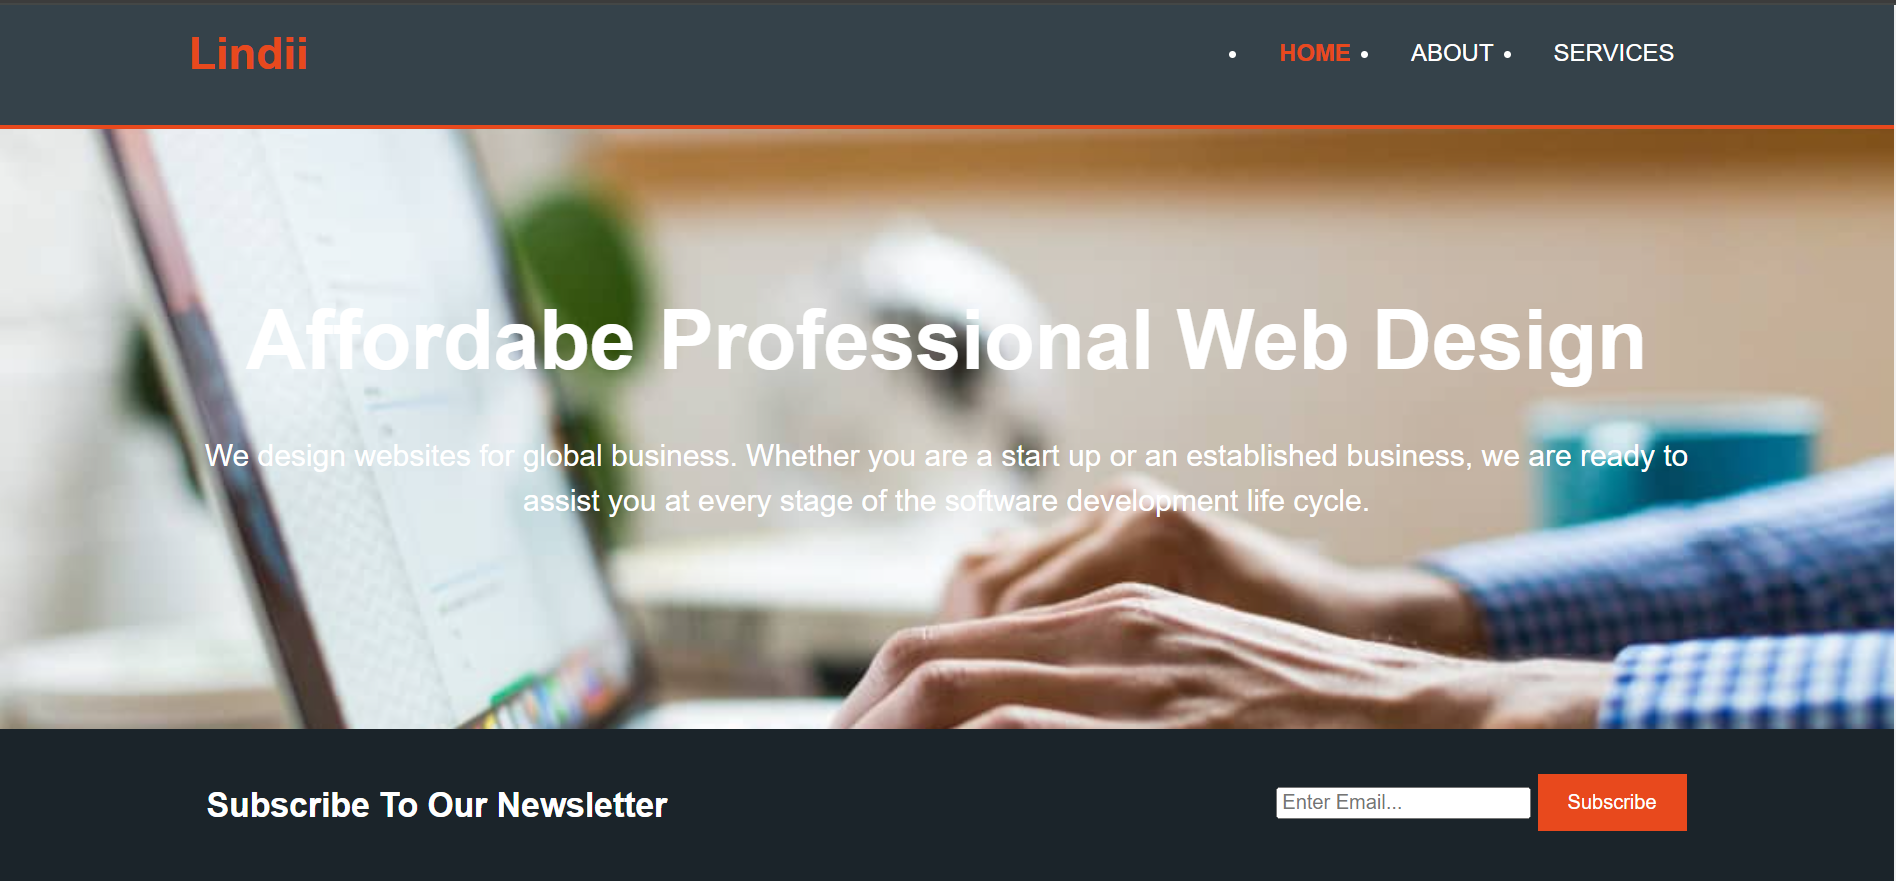 Lindii
• HOME • ABOUT • SERVICES
Affordabe Professional Web Design
We design websites for global business. Whether you are a start up or an established business, we are ready to
assist you at every stage of the software development life cycle.
Subscribe To Our Newsletter
Enter Email...
Subscribe